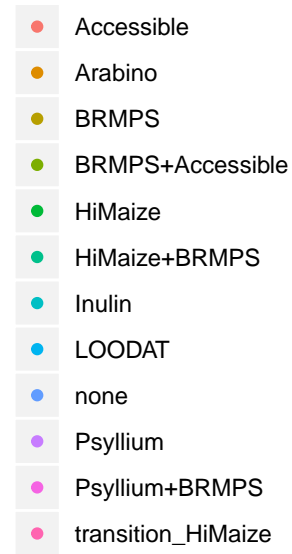 Accessible
Arabino
BRMPS
BRMPS+Accessible
HiMaize
HiMaize+BRMPS
Inulin
LOODAT
none
Psyllium
Psyllium+BRMPS
transition_HiMaize